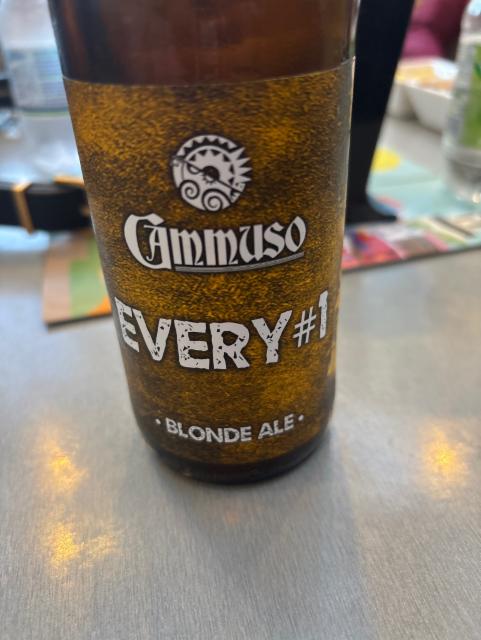 Cammuso
EVERY #1
• BLONDE ALE •